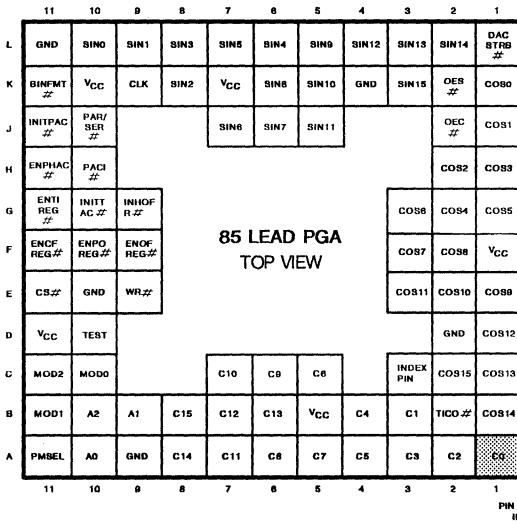 11 10 9 8 7 6 5 4 3 2 1
L GND SIN0 SIN1 SIN3 SIN5 SIN4 SIN9 SIN12 SIN13 SIN14 DAC STRB #
K BINFMT # VCC CLK SIN2 VCC SIN8 SIN10 GND SIN15 OES # COS0
J INITPAC # PAR/ SER # SIN6 SIN7 SIN11 OEC # COS1
H ENPHAC # PACI # COS2 COS3
G ENTI REG # INITT AC # INHOF R # COS6 COS4 COS5
F ENCF REG# ENPO REG# ENOF REG# COS7 COS8 VCC
85 LEAD PGA
TOP VIEW
E CS# GND WR# COS11 COS10 COS9
D VCC TEST GND COS12
C MOD2 MOD0 C10 C9 C6 INDEX PIN COS15 COS13
B MOD1 A2 A1 C15 C12 C13 VCC C4 C1 TICO# COS14
A PMSEL A0 GND C14 C11 C8 C7 C5 C3 C2 C0
11 10 9 8 7 6 5 4 3 2 1
PIN